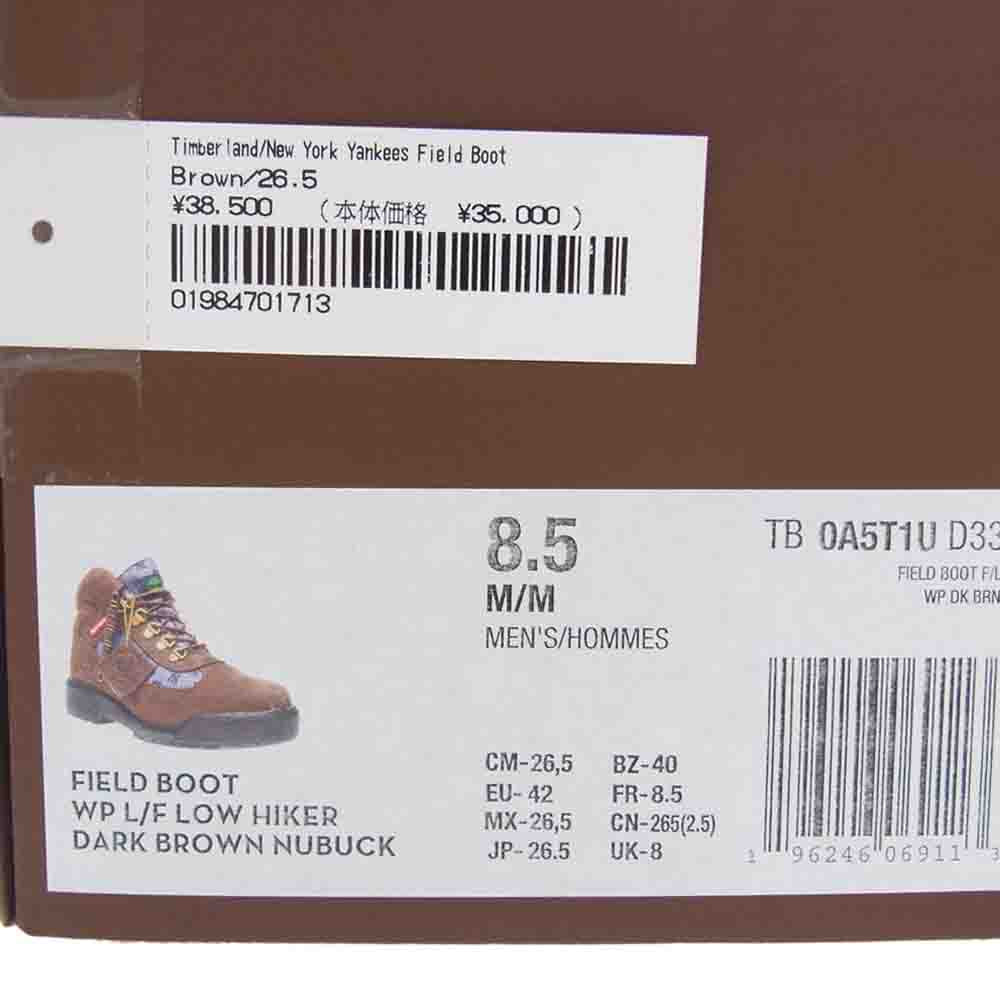 Timberland/New York Yankees Field Boot
Brown/26.5
¥38.500 (本体価格 ¥35.000 )
01984701713
8.5
M/M
MEN'S/HOMMES
TB 0A5T1U D33
FIELD BOOT F/L
WP DK BRN
CM-26,5 BZ-40
EU- 42 FR-8.5
MX-26,5 CN-265(2.5)
JP- 26.5 UK-8
FIELD BOOT
WP L/F LOW HIKER
DARK BROWN NUBUCK
1 96246 06911 3